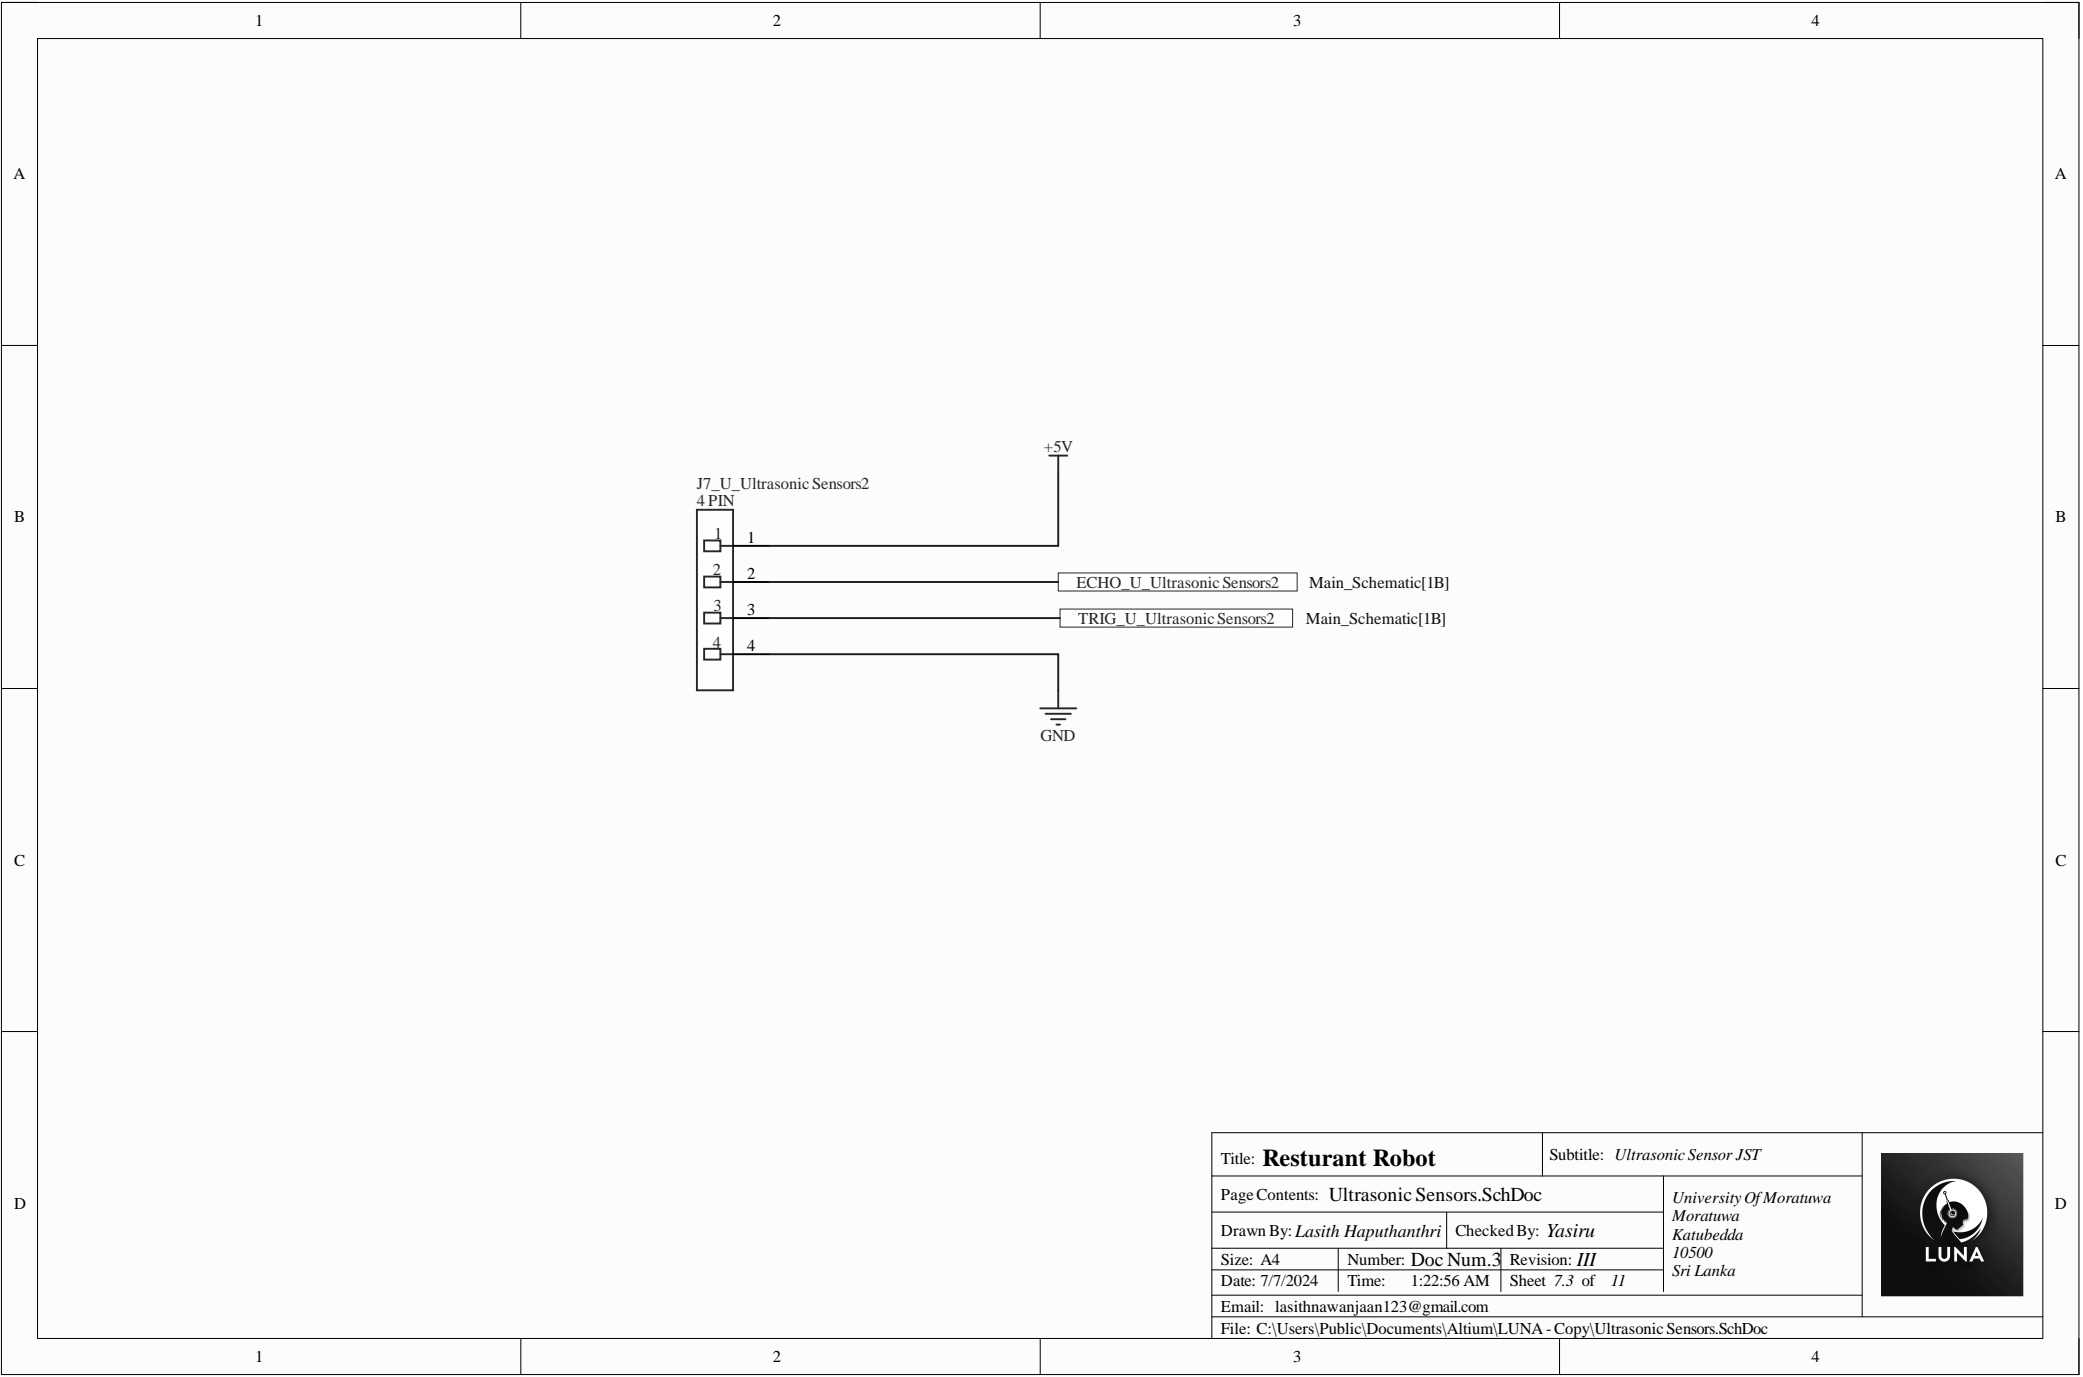 1 2 3 4
A A
+5V
J7_U_Ultrasonic Sensors2
4 PIN
B B
1 1
2 2 ECHO_U_Ultrasonic Sensors2 Main_Schematic[1B]
3 3 TRIG_U_Ultrasonic Sensors2 Main_Schematic[1B]
4 4
GND
C C
Title: Resturant Robot Subtitle: Ultrasonic Sensor JST
Page Contents: Ultrasonic Sensors.SchDoc
University Of Moratuwa
Moratuwa
Katubedda
10500
Sri Lanka
D D
Drawn By: Lasith Haputhanthri Checked By: Yasiru
Size: A4 Number: Doc Num.3 Revision: III
Date: 7/7/2024 Time: 1:22:56 AM Sheet 7.3 of 11
LUNA
Email: lasithnawanjaan123@gmail.com
File: C:\Users\Public\Documents\Altium\LUNA - Copy\Ultrasonic Sensors.SchDoc
1 2 3 4